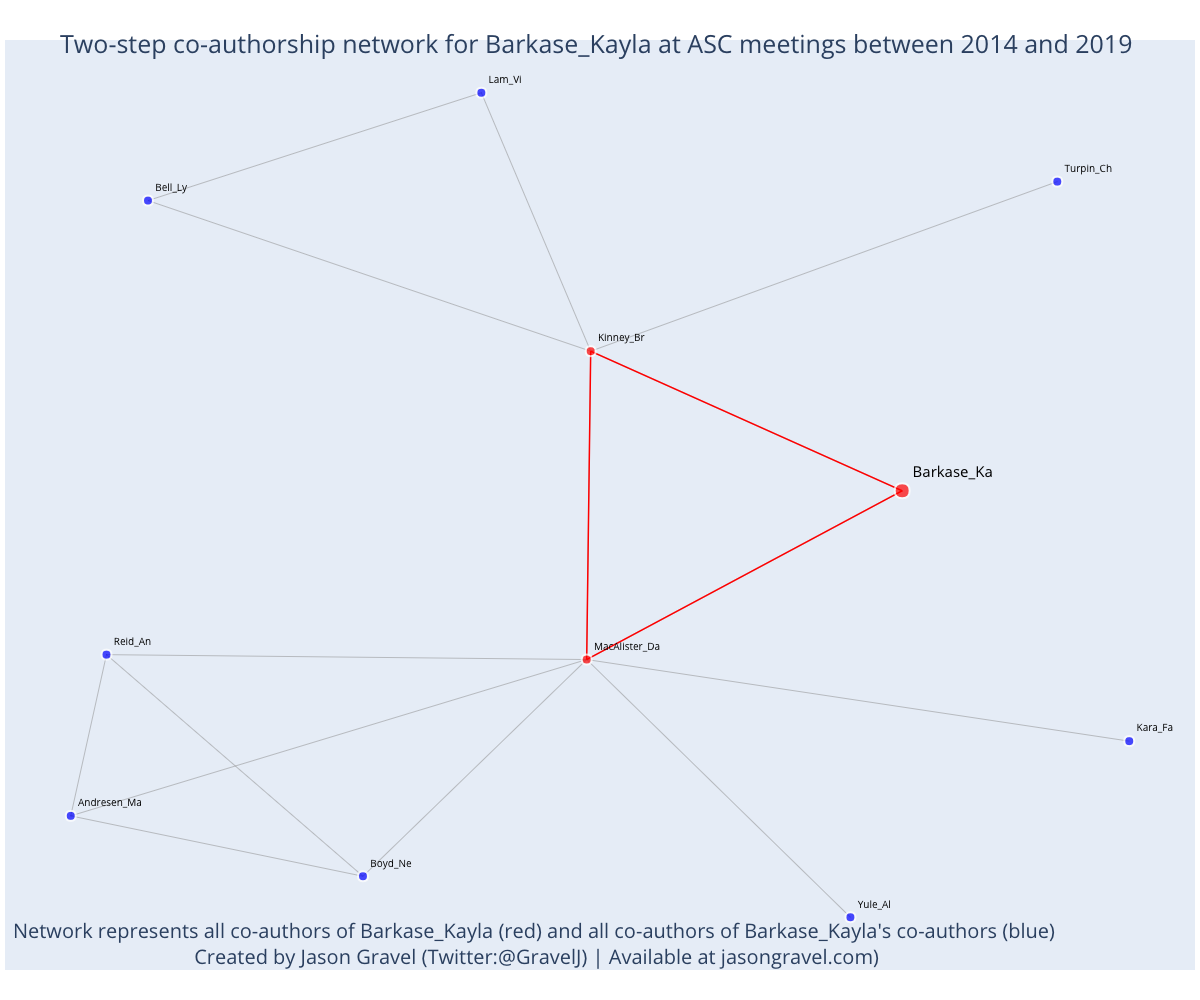 Two-step co-authorship network for Barkase_Kayla at ASC meetings between 2014 and 2019
Lam_Vi
Turpin_Ch
Bell_Ly
Kinney_Br
Barkase_Ka
Reid_An
MacAlister_Da
Kara_Fa
Andresen_Ma
Boyd_Ne
Yule_Al
Network represents all co-authors of Barkase_Kayla (red) and all co-authors of Barkase_Kayla's co-authors (blue)
Created by Jason Gravel (Twitter:@GravelJ) | Available at jasongravel.com)